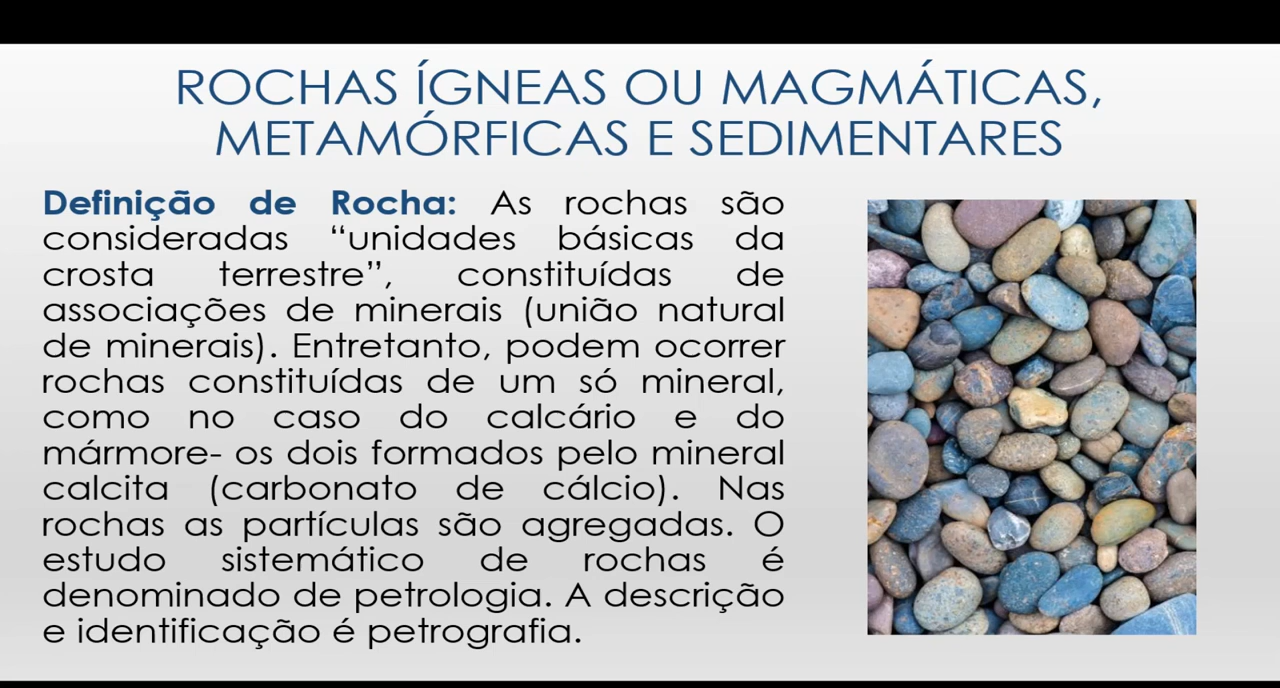 ROCHAS ÍGNEAS OU MAGMÁTICAS,
METAMÓRFICAS E SEDIMENTARES
Definição de Rocha: As rochas são
consideradas “unidades básicas da
crosta terrestre”, constituídas de
associações de minerais (união natural
de minerais). Entretanto, podem ocorrer
rochas constituídas de um só mineral,
como no caso do calcário e do
mármore- os dois formados pelo mineral
calcita (carbonato de cálcio). Nas
rochas as partículas são agregadas. O
estudo sistemático de rochas é
denominado de petrologia. A descrição
e identificação é petrografia.